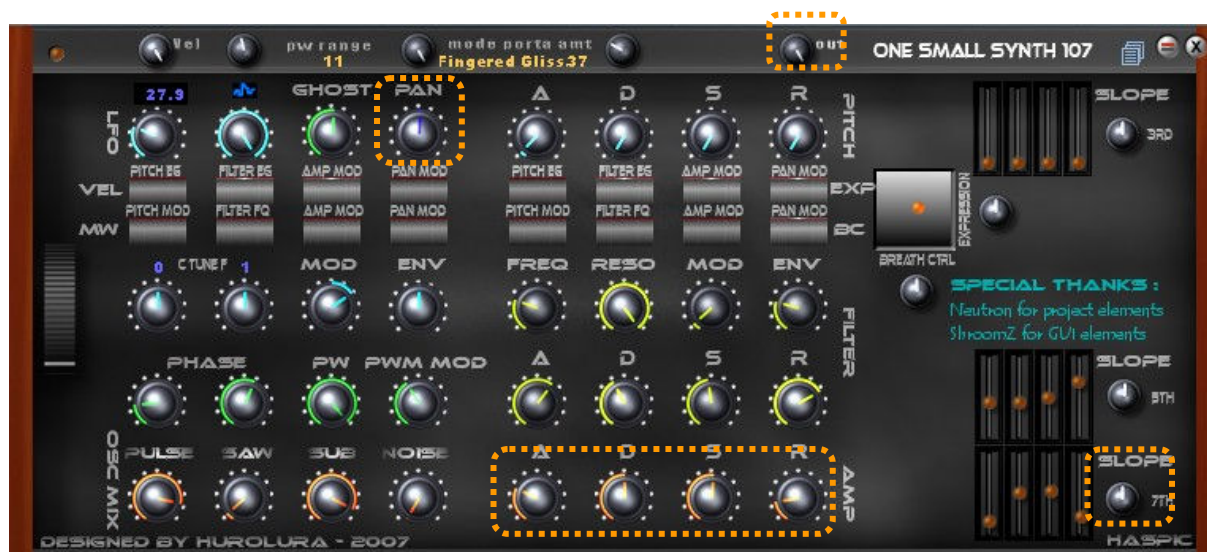 Vel pw range mode porta amt out ONE SMALL SYNTH 107
11 Fingered Gliss37
27.9 GHOST PAN A D S R SLOPE
LFO PITCH 3RD
PITCH EG FILTER EG AMP MOD PAN MOD PITCH EG FILTER EG AMP MOD PAN MOD
VEL EXP
PITCH MOD FILTER FQ AMP MOD PAN MOD PITCH MOD FILTER FQ AMP MOD PAN MOD EXPRESSION
MW BC
BREATH CTRL
0 C TUNE F 1 MOD ENV FREQ RESO MOD ENV
SPECIAL THANKS :
Neutron for project elements
ShroomZ for GUI elements
FILTER
PHASE PW PWM MOD A D S R SLOPE
5TH
OSC MIX PULSE SAW SUB NOISE A D S R SLOPE
AMP 7TH
DESIGNED BY HUROLURA - 2007 HASPIC